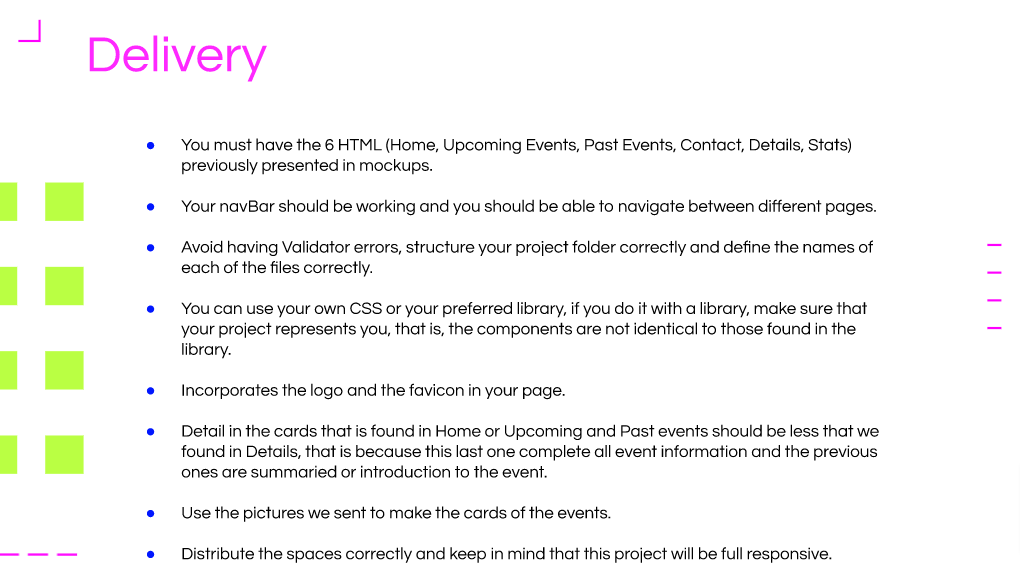 Delivery
● You must have the 6 HTML (Home, Upcoming Events, Past Events, Contact, Details, Stats)
previously presented in mockups.
● Your navBar should be working and you should be able to navigate between different pages.
● Avoid having Validator errors, structure your project folder correctly and define the names of
each of the files correctly.
● You can use your own CSS or your preferred library, if you do it with a library, make sure that
your project represents you, that is, the components are not identical to those found in the
library.
● Incorporates the logo and the favicon in your page.
● Detail in the cards that is found in Home or Upcoming and Past events should be less that we
found in Details, that is because this last one complete all event information and the previous
ones are summaried or introduction to the event.
● Use the pictures we sent to make the cards of the events.
● Distribute the spaces correctly and keep in mind that this project will be full responsive.